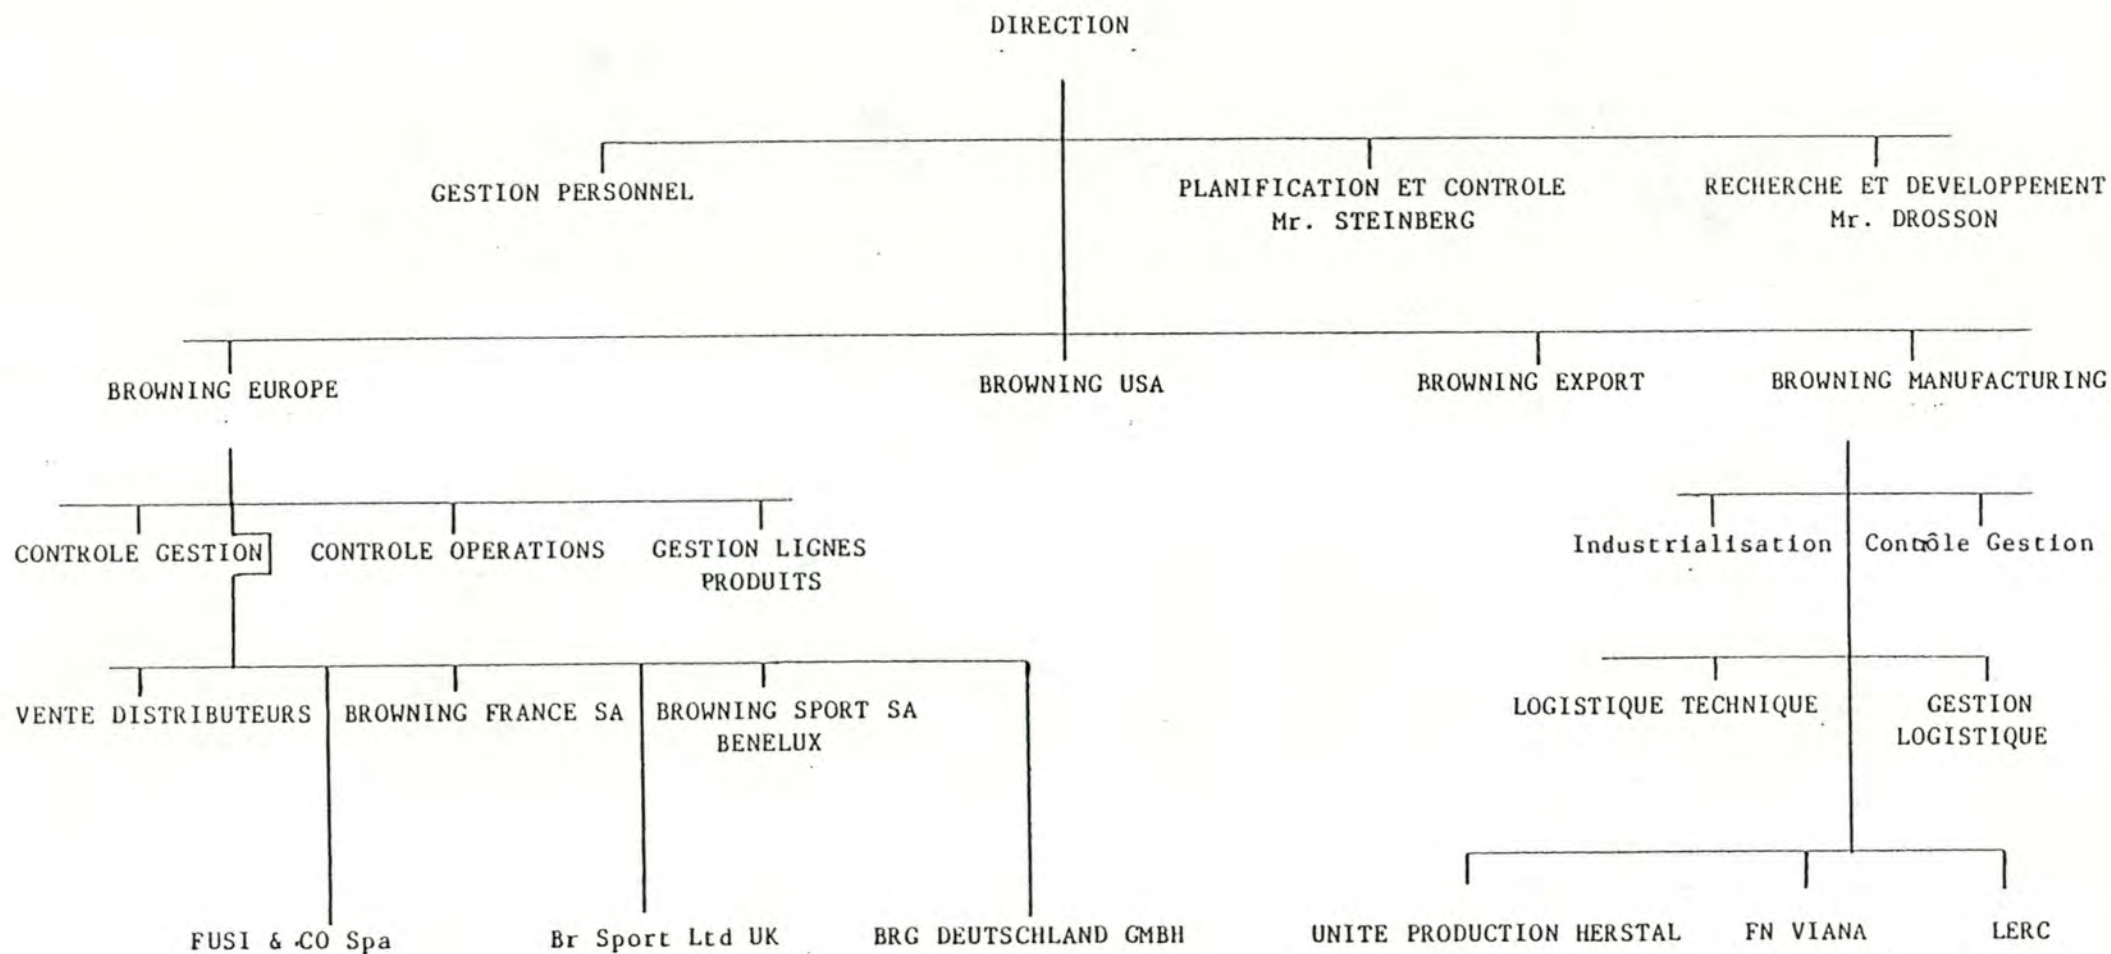 DIRECTION
GESTION PERSONNEL
PLANIFICATION ET CONTROLE
Mr. STEINBERG
RECHERCHE ET DEVELOPPEMENT
Mr. DROSSON
BROWNING EUROPE
BROWNING USA
BROWNING EXPORT
BROWNING MANUFACTURING
CONTROLE GESTION
CONTROLE OPERATIONS
GESTION LIGNES
PRODUITS
Industrialisation
Contrôle Gestion
VENTE DISTRIBUTEURS
BROWNING FRANCE SA
BROWNING SPORT SA
BENELUX
LOGISTIQUE TECHNIQUE
GESTION
LOGISTIQUE
FUSI & CO Spa
Br Sport Ltd UK
BRG DEUTSCHLAND GMBH
UNITE PRODUCTION HERSTAL
FN VIANA
LERC